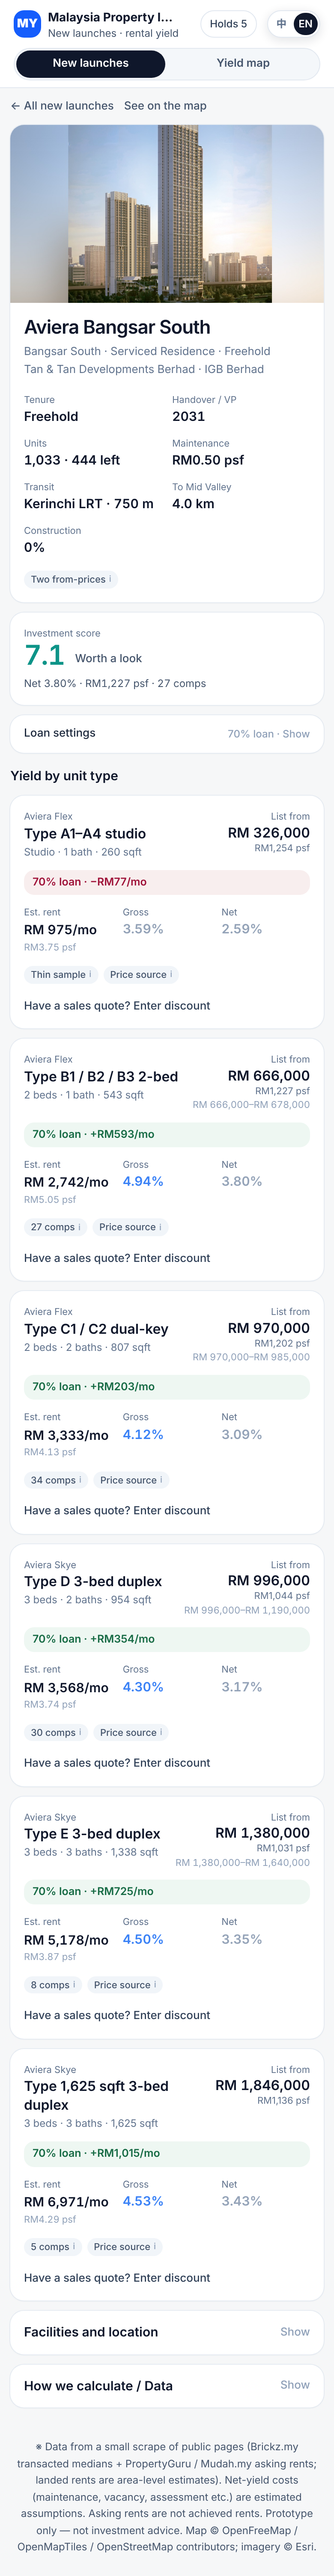 MY
Malaysia Property I...
New launches · rental yield
Holds 5
中
EN
New launches
Yield map
← All new launches
See on the map
Aviera Bangsar South
Bangsar South · Serviced Residence · Freehold
Tan & Tan Developments Berhad · IGB Berhad
Tenure
Handover / VP
Freehold
2031
Units
Maintenance
1,033 · 444 left
RM0.50 psf
Transit
To Mid Valley
Kerinchi LRT · 750 m
4.0 km
Construction
0%
Two from-prices i
Investment score
7.1 Worth a look
Net 3.80% · RM1,227 psf · 27 comps
Loan settings
70% loan · Show
Yield by unit type
Aviera Flex
List from
Type A1–A4 studio
RM 326,000
Studio · 1 bath · 260 sqft
RM1,254 psf
70% loan · −RM77/mo
Est. rent
Gross
Net
RM 975/mo
3.59%
2.59%
RM3.75 psf
Thin sample i
Price source i
Have a sales quote? Enter discount
Aviera Flex
List from
Type B1 / B2 / B3 2-bed
RM 666,000
2 beds · 1 bath · 543 sqft
RM1,227 psf
RM 666,000–RM 678,000
70% loan · +RM593/mo
Est. rent
Gross
Net
RM 2,742/mo
4.94%
3.80%
RM5.05 psf
27 comps i
Price source i
Have a sales quote? Enter discount
Aviera Flex
List from
Type C1 / C2 dual-key
RM 970,000
2 beds · 2 baths · 807 sqft
RM1,202 psf
RM 970,000–RM 985,000
70% loan · +RM203/mo
Est. rent
Gross
Net
RM 3,333/mo
4.12%
3.09%
RM4.13 psf
34 comps i
Price source i
Have a sales quote? Enter discount
Aviera Skye
List from
Type D 3-bed duplex
RM 996,000
3 beds · 2 baths · 954 sqft
RM1,044 psf
RM 996,000–RM 1,190,000
70% loan · +RM354/mo
Est. rent
Gross
Net
RM 3,568/mo
4.30%
3.17%
RM3.74 psf
30 comps i
Price source i
Have a sales quote? Enter discount
Aviera Skye
List from
Type E 3-bed duplex
RM 1,380,000
3 beds · 3 baths · 1,338 sqft
RM1,031 psf
RM 1,380,000–RM 1,640,000
70% loan · +RM725/mo
Est. rent
Gross
Net
RM 5,178/mo
4.50%
3.35%
RM3.87 psf
8 comps i
Price source i
Have a sales quote? Enter discount
Aviera Skye
List from
Type 1,625 sqft 3-bed
duplex
RM 1,846,000
3 beds · 3 baths · 1,625 sqft
RM1,136 psf
70% loan · +RM1,015/mo
Est. rent
Gross
Net
RM 6,971/mo
4.53%
3.43%
RM4.29 psf
5 comps i
Price source i
Have a sales quote? Enter discount
Facilities and location
Show
How we calculate / Data
Show
※ Data from a small scrape of public pages (Brickz.my
transacted medians + PropertyGuru / Mudah.my asking rents;
landed rents are area-level estimates). Net-yield costs
(maintenance, vacancy, assessment etc.) are estimated
assumptions. Asking rents are not achieved rents. Prototype
only — not investment advice. Map © OpenFreeMap /
OpenMapTiles / OpenStreetMap contributors; imagery © Esri.